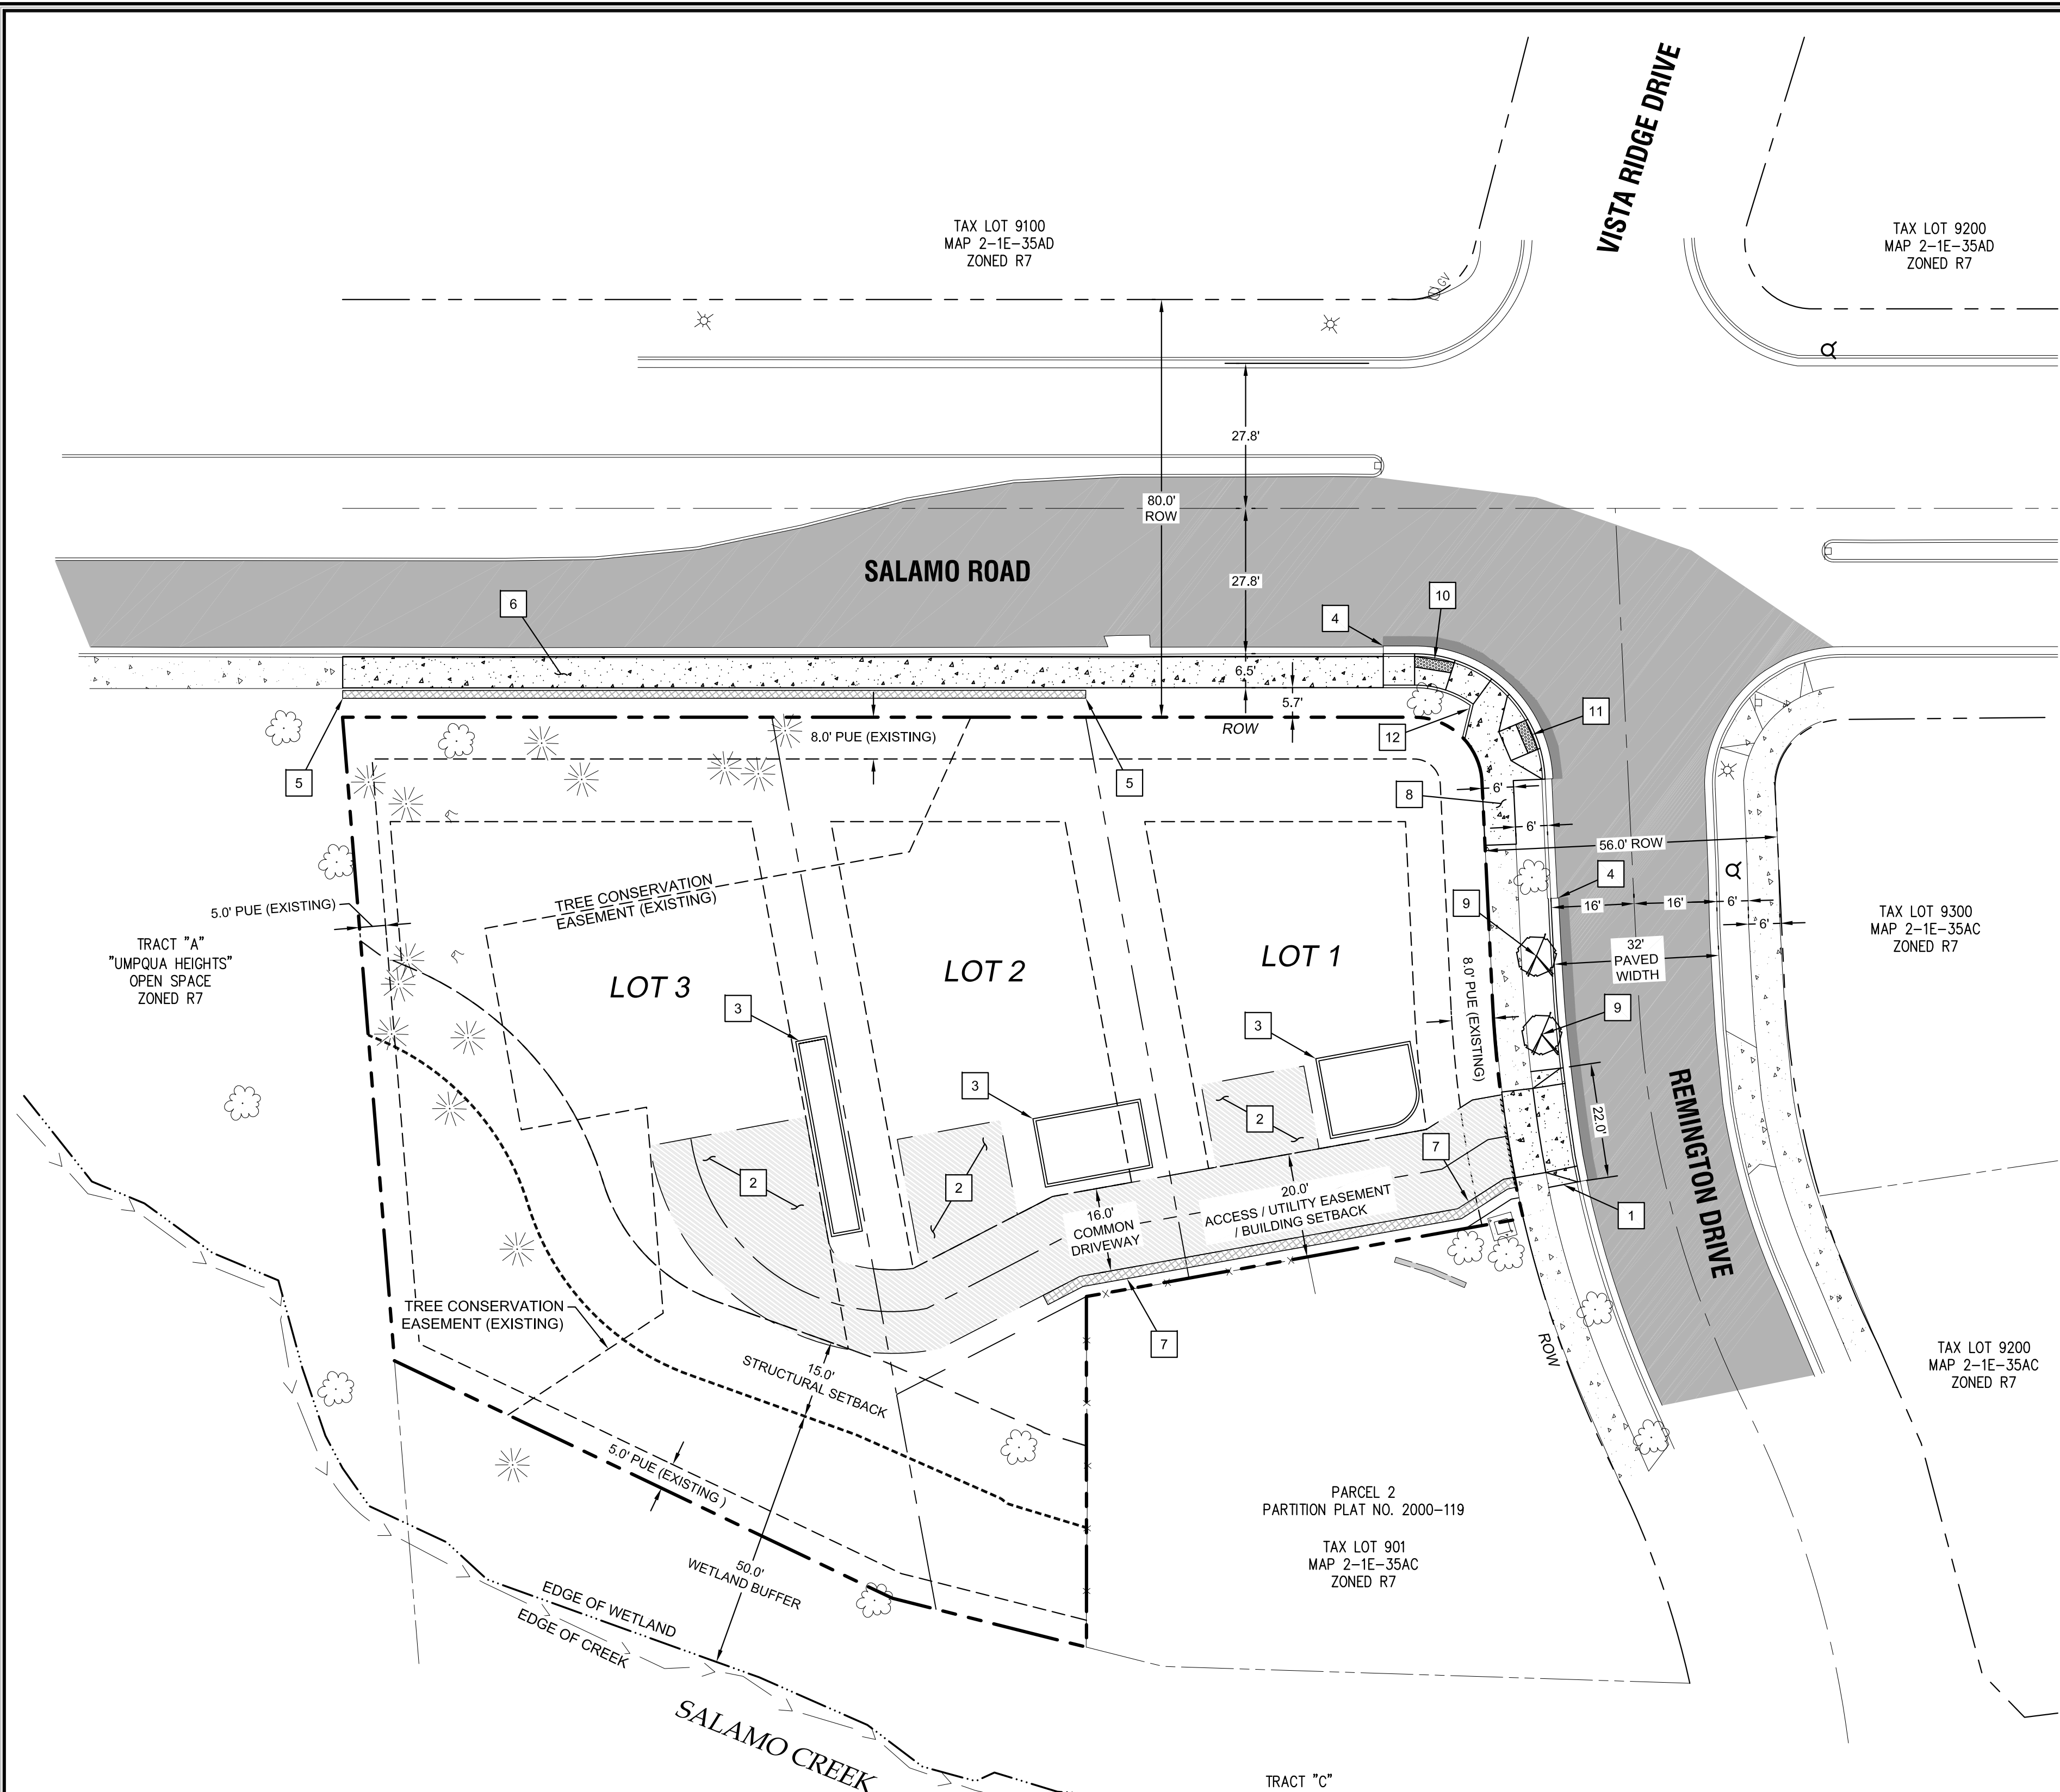 VISTA RIDGE DRIVE
TAX LOT 9100
MAP 2-1E-35AD
ZONED R7
TAX LOT 9200
MAP 2-1E-35AD
ZONED R7
GV
27.8'
80.0'
ROW
SALAMO ROAD
27.8'
6
10
4
6.5'
5.7'
ROW
11
12
8.0' PUE (EXISTING)
5
5
8
6'
6'
56.0' ROW
4
16'
16'
6'
6'
9
32'
PAVED
WIDTH
TAX LOT 9300
MAP 2-1E-35AC
ZONED R7
TREE CONSERVATION
EASEMENT (EXISTING)
5.0' PUE (EXISTING)
TRACT "A"
"UMPQUA HEIGHTS"
OPEN SPACE
ZONED R7
LOT 3
LOT 2
LOT 1
8.0' PUE (EXISTING)
3
3
3
9
2
2
2
7
22.0'
REMINGTON DRIVE
1
16.0'
COMMON
DRIVEWAY
20.0'
ACCESS / UTILITY EASEMENT
/ BUILDING SETBACK
7
TREE CONSERVATION
EASEMENT (EXISTING)
15.0'
STRUCTURAL SETBACK
ROW
TAX LOT 9200
MAP 2-1E-35AC
ZONED R7
5.0' PUE (EXISTING )
50.0'
WETLAND BUFFER
PARCEL 2
PARTITION PLAT NO. 2000-119
TAX LOT 901
MAP 2-1E-35AC
ZONED R7
EDGE OF WETLAND
EDGE OF CREEK
SALAMO CREEK
TRACT "C"